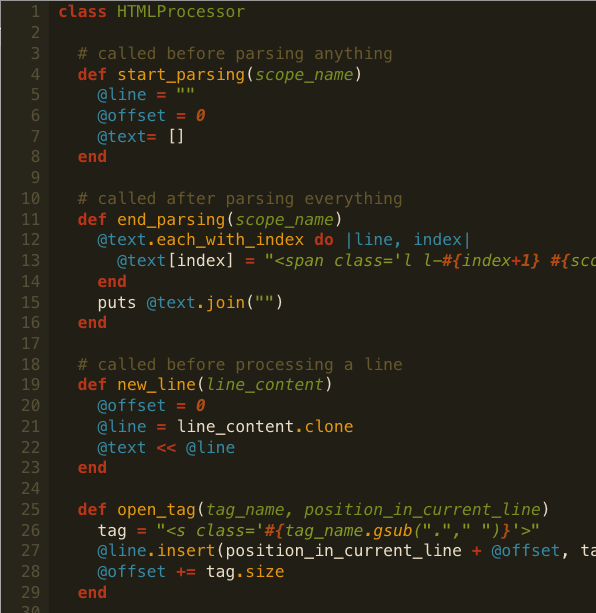 1 class HTMLProcessor
2
3   # called before parsing anything
4   def start_parsing(scope_name)
5     @line = ""
6     @offset = 0
7     @text= []
8   end
9
10   # called after parsing everything
11   def end_parsing(scope_name)
12     @text.each_with_index do |line, index|
13       @text[index] = "<span class='l l-#{index+1} #{sco
14     end
15     puts @text.join("")
16   end
17
18   # called before processing a line
19   def new_line(line_content)
20     @offset = 0
21     @line = line_content.clone
22     @text << @line
23   end
24
25   def open_tag(tag_name, position_in_current_line)
26     tag = "<s class='#{tag_name.gsub("."," ")}'>"
27     @line.insert(position_in_current_line + @offset, ta
28     @offset += tag.size
29   end
30